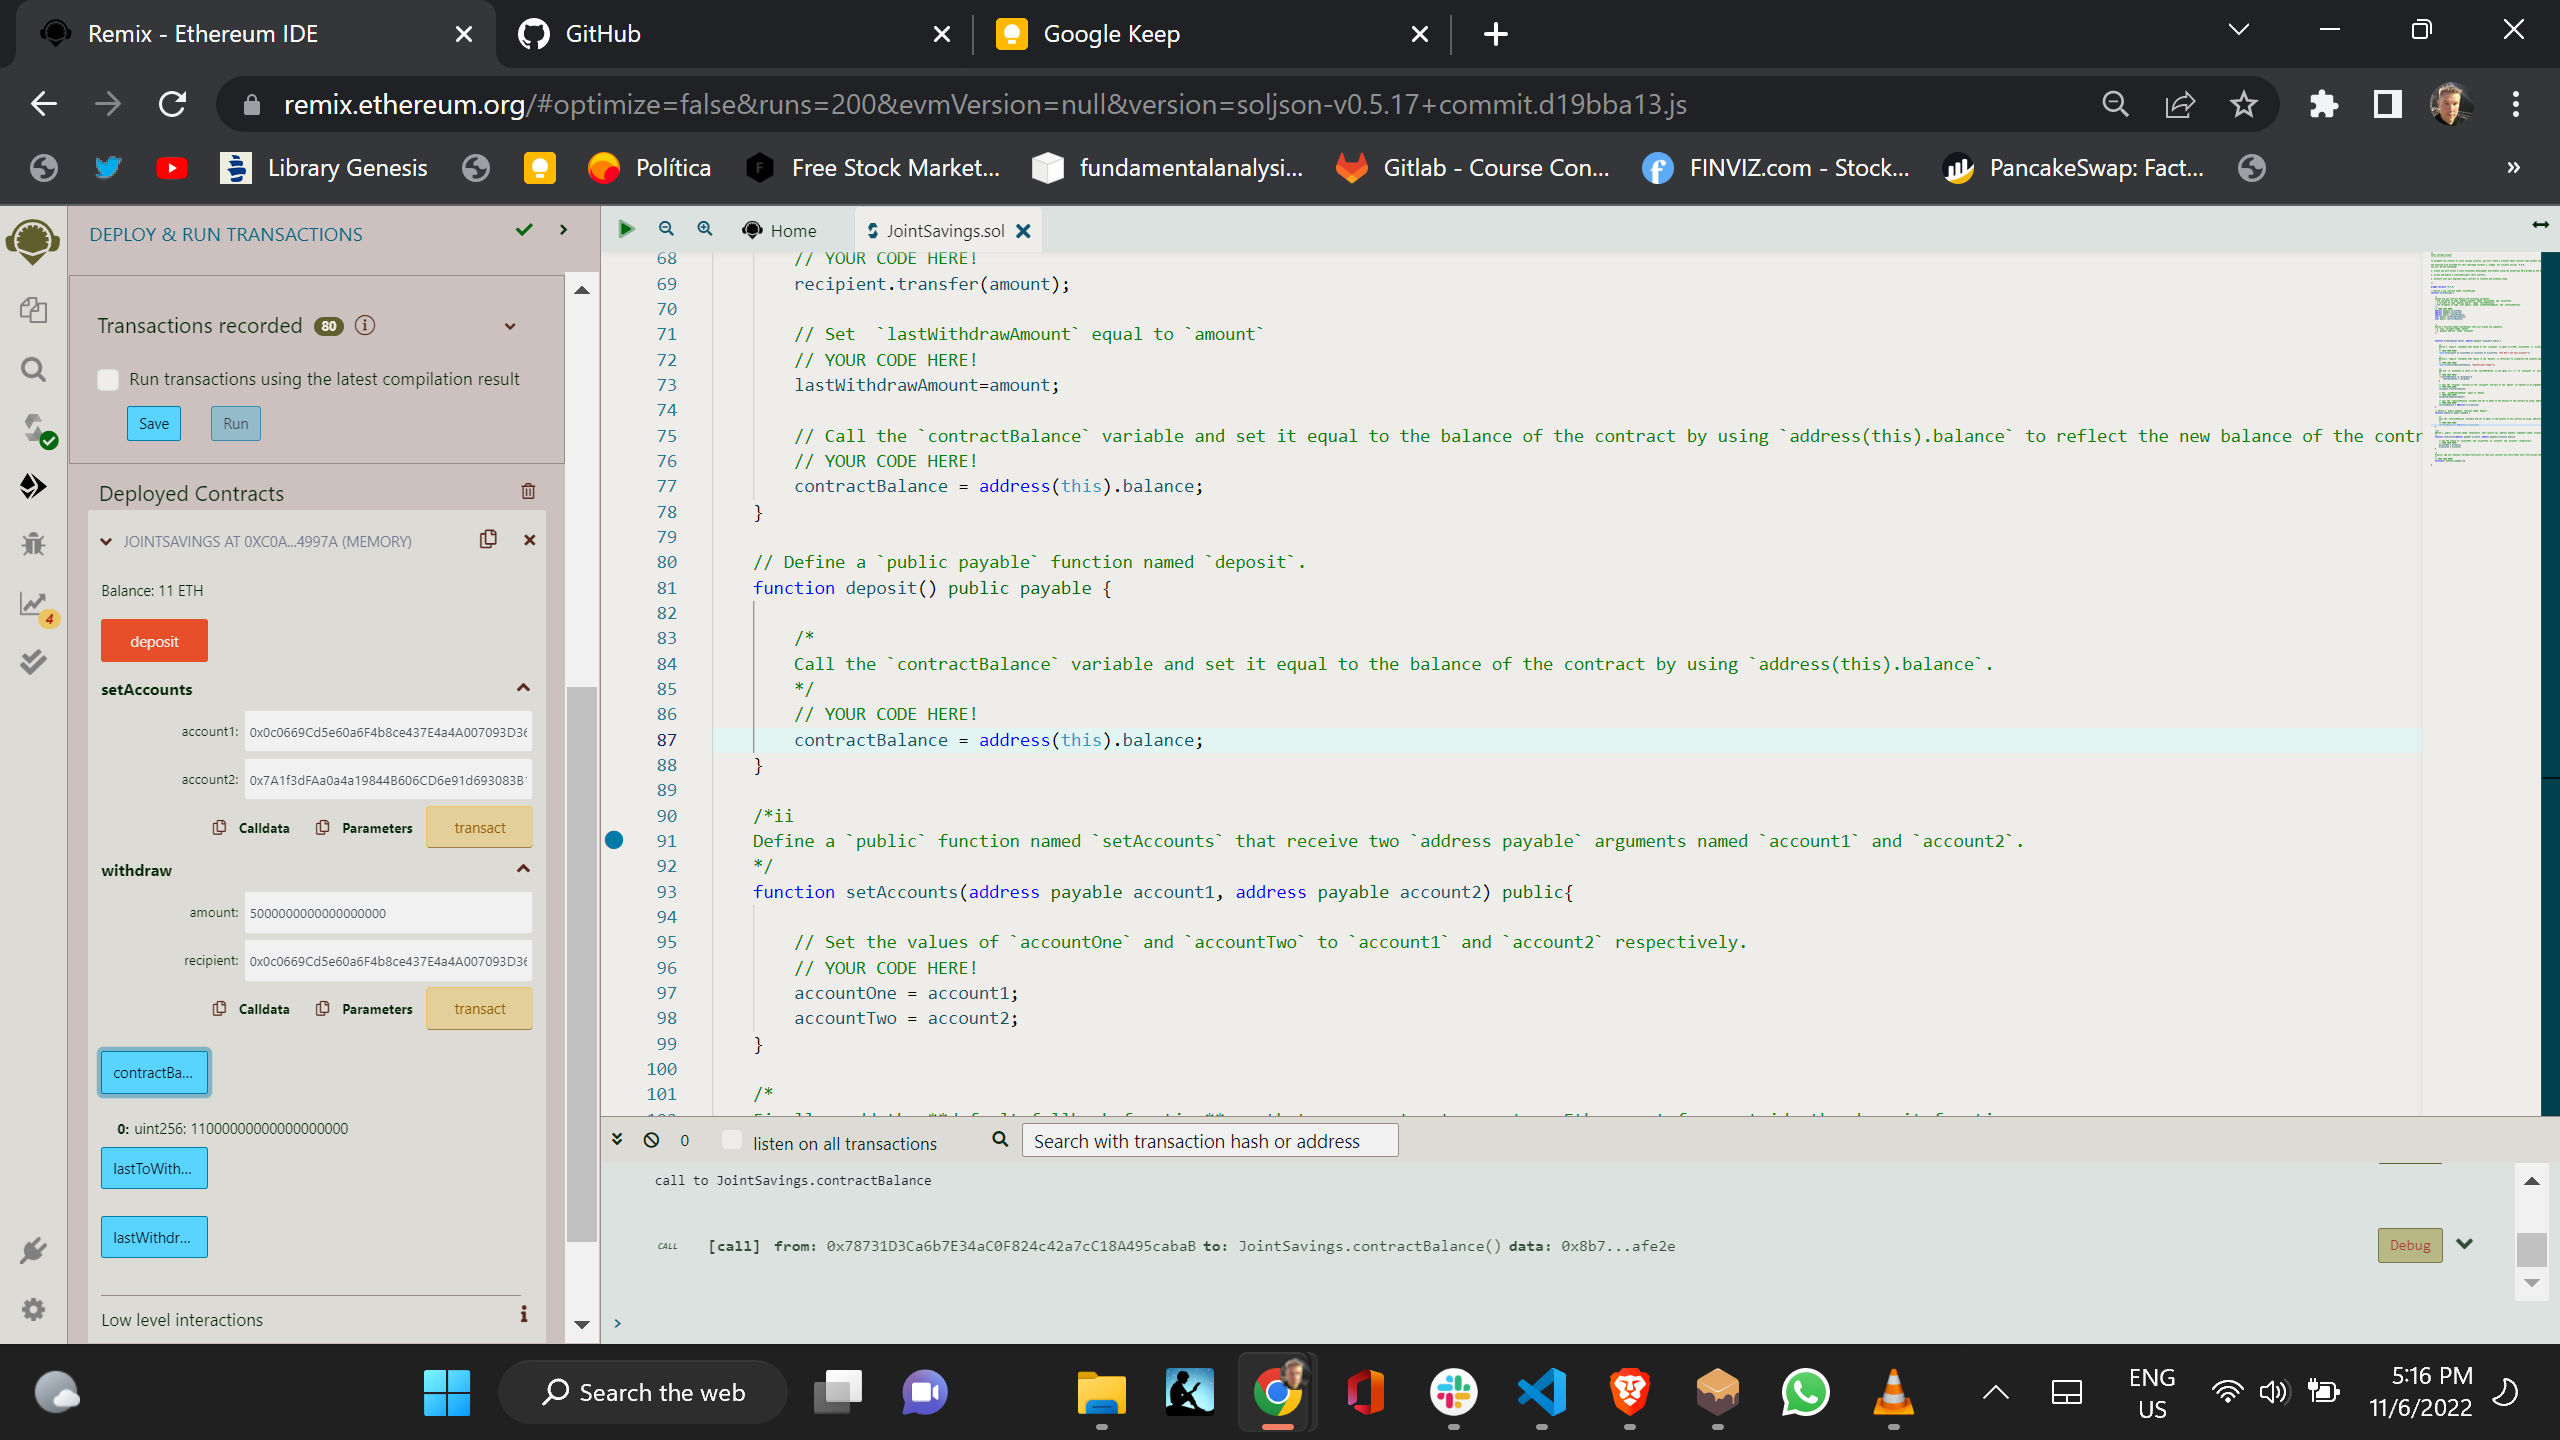 Remix - Ethereum IDE
GitHub
Google Keep
remix.ethereum.org/#optimize=false&runs=200&evmVersion=null&version=soljson-v0.5.17+commit.d19bba13.js
Library Genesis
Política
Free Stock Market...
fundamentalanalysi...
Gitlab - Course Con...
FINVIZ.com - Stock...
PancakeSwap: Fact...
»
DEPLOY & RUN TRANSACTIONS
Transactions recorded 80
Run transactions using the latest compilation result
Save
Run
Deployed Contracts
JOINTSAVINGS AT 0XC0A...4997A (MEMORY)
Balance: 11 ETH
deposit
setAccounts
account1: 0x0c0669Cd5e60a6F4b8ce437E4a4A007093D36
account2: 0x7A1f3dFAa0a4a19844B606CD6e91d693083B
Calldata
Parameters
transact
withdraw
amount: 5000000000000000000
recipient: 0x0c0669Cd5e60a6F4b8ce437E4a4A007093D36
Calldata
Parameters
transact
contractBa...
0: uint256: 11000000000000000000
lastToWith...
lastWithdr...
Low level interactions
4
Home
JointSavings.sol
68 // YOUR CODE HERE!
69 recipient.transfer(amount);
70
71 // Set  `lastWithdrawAmount` equal to `amount`
72 // YOUR CODE HERE!
73 lastWithdrawAmount=amount;
74
75 // Call the `contractBalance` variable and set it equal to the balance of the contract by using `address(this).balance` to reflect the new balance of the contr
76 // YOUR CODE HERE!
77 contractBalance = address(this).balance;
78 }
79
80 // Define a `public payable` function named `deposit`.
81 function deposit() public payable {
82
83 /*
84 Call the `contractBalance` variable and set it equal to the balance of the contract by using `address(this).balance`.
85 */
86 // YOUR CODE HERE!
87 contractBalance = address(this).balance;
88 }
89
90 /*ii
91 Define a `public` function named `setAccounts` that receive two `address payable` arguments named `account1` and `account2`.
92 */
93 function setAccounts(address payable account1, address payable account2) public{
94
95 // Set the values of `accountOne` and `accountTwo` to `account1` and `account2` respectively.
96 // YOUR CODE HERE!
97 accountOne = account1;
98 accountTwo = account2;
99 }
100
101 /*
0
listen on all transactions
Search with transaction hash or address
call to JointSavings.contractBalance
CALL [call] from: 0x78731D3Ca6b7E34aC0F824c42a7cC18A495cabaB to: JointSavings.contractBalance() data: 0x8b7...afe2e
Debug
>
Search the web
ENG
US
5:16 PM
11/6/2022